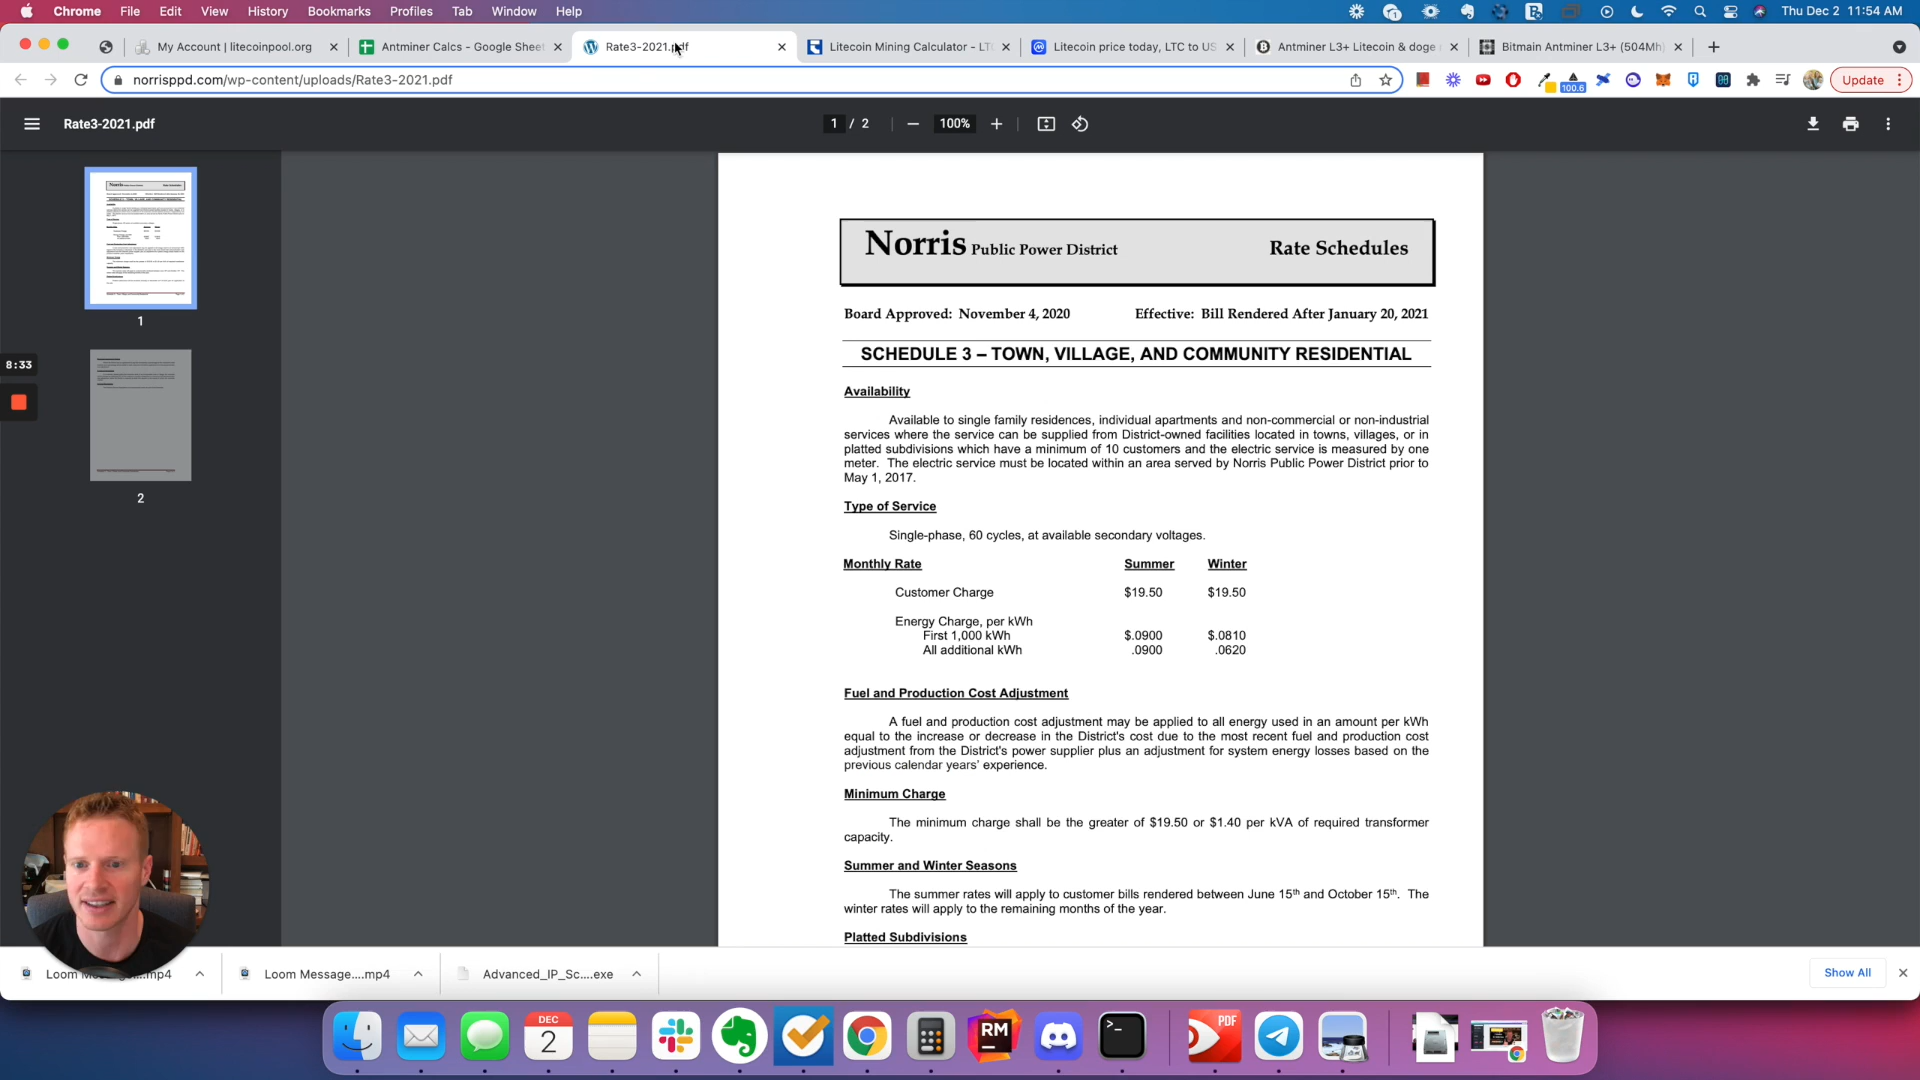 Chrome File Edit View History Bookmarks Profiles Tab Window Help Thu Dec 2 11:54 AM
My Account | litecoinpool.org Antminer Calcs - Google Sheet Rate3-2021.pdf Litecoin Mining Calculator - LT Litecoin price today, LTC to US Antminer L3+ Litecoin & doge Bitmain Antminer L3+ (504Mh
norrisppd.com/wp-content/uploads/Rate3-2021.pdf 100.6 Update
Rate3-2021.pdf 1 / 2 100%
1
2
8:33
Norris Public Power District Rate Schedules
Board Approved: November 4, 2020 Effective: Bill Rendered After January 20, 2021
SCHEDULE 3 – TOWN, VILLAGE, AND COMMUNITY RESIDENTIAL
Availability
Available to single family residences, individual apartments and non-commercial or non-industrial
services where the service can be supplied from District-owned facilities located in towns, villages, or in
platted subdivisions which have a minimum of 10 customers and the electric service is measured by one
meter. The electric service must be located within an area served by Norris Public Power District prior to
May 1, 2017.
Type of Service
Single-phase, 60 cycles, at available secondary voltages.
Monthly Rate Summer Winter
Customer Charge $19.50 $19.50
Energy Charge, per kWh
First 1,000 kWh $.0900 $.0810
All additional kWh .0900 .0620
Fuel and Production Cost Adjustment
A fuel and production cost adjustment may be applied to all energy used in an amount per kWh
equal to the increase or decrease in the District's cost due to the most recent fuel and production cost
adjustment from the District's power supplier plus an adjustment for system energy losses based on the
previous calendar years' experience.
Minimum Charge
The minimum charge shall be the greater of $19.50 or $1.40 per kVA of required transformer
capacity.
Summer and Winter Seasons
The summer rates will apply to customer bills rendered between June 15th and October 15th. The
winter rates will apply to the remaining months of the year.
Platted Subdivisions
Loom Message....mp4 Advanced_IP_Sc....exe Show All
DEC
2
RM
PDF